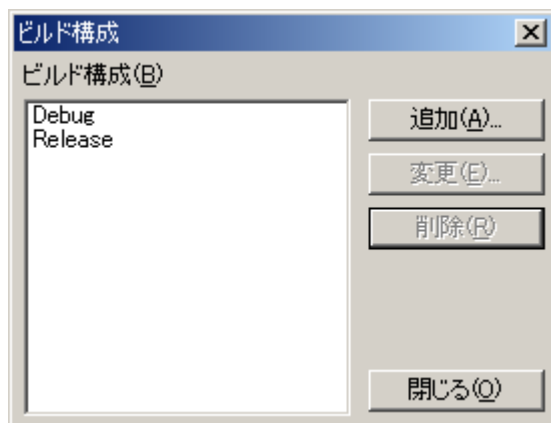 ビルド構成
ビルド構成(B)
Debug
Release
追加(A)...
変更(E)...
削除(R)
閉じる(O)